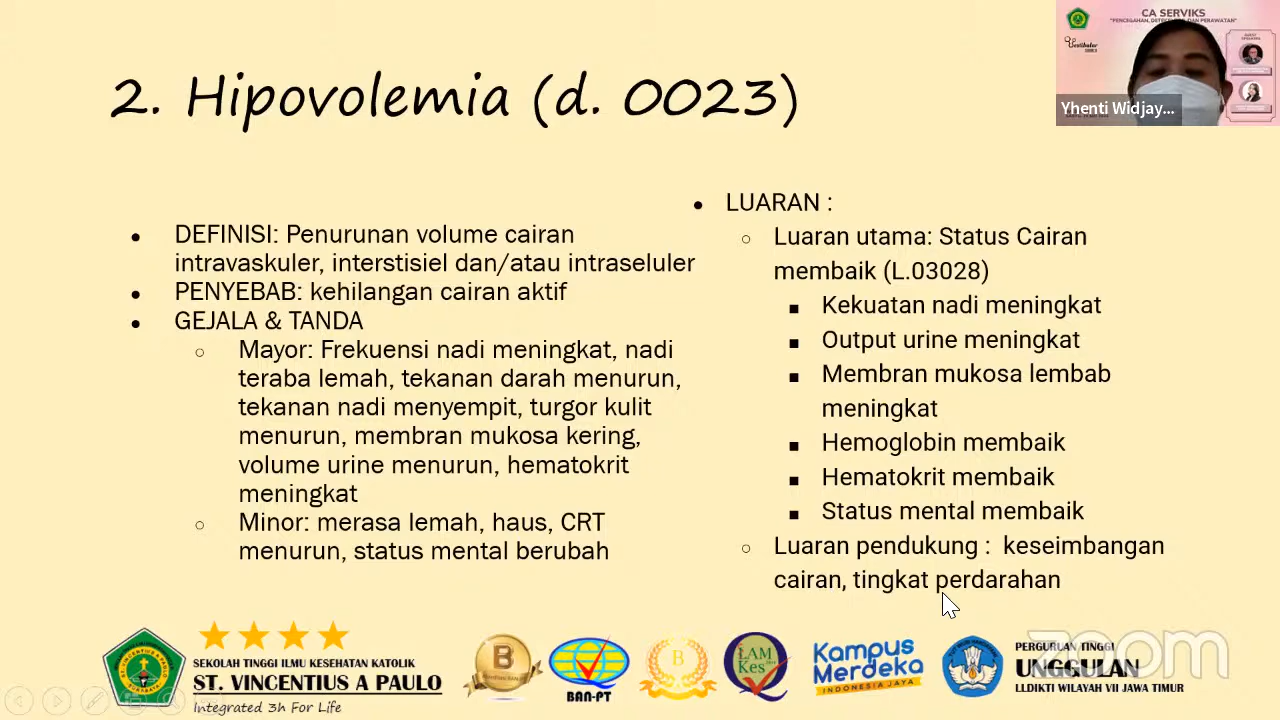 2. Hipovolemia (d. 0023)
CA SERVIKS
Yhenti Widjay...
DEFINISI: Penurunan volume cairan
intravaskuler, interstisiel dan/atau intraseluler
PENYEBAB: kehilangan cairan aktif
GEJALA & TANDA
Mayor: Frekuensi nadi meningkat, nadi
teraba lemah, tekanan darah menurun,
tekanan nadi menyempit, turgor kulit
menurun, membran mukosa kering,
volume urine menurun, hematokrit
meningkat
Minor: merasa lemah, haus, CRT
menurun, status mental berubah
LUARAN :
Luaran utama: Status Cairan
membaik (L.03028)
Kekuatan nadi meningkat
Output urine meningkat
Membran mukosa lembab
meningkat
Hemoglobin membaik
Hematokrit membaik
Status mental membaik
Luaran pendukung : keseimbangan
cairan, tingkat perdarahan
SEKOLAH TINGGI ILMU KESEHATAN KATOLIK
ST. VINCENTIUS A PAULO
Integrated 3h For Life
B
BAN-PT
B
LAM
Kes
Kampus
Merdeka
INDONESIA JAYA
PERGURUAN TINGGI
UNGGULAN
LLDIKTI WILAYAH VII JAWA TIMUR
zoom